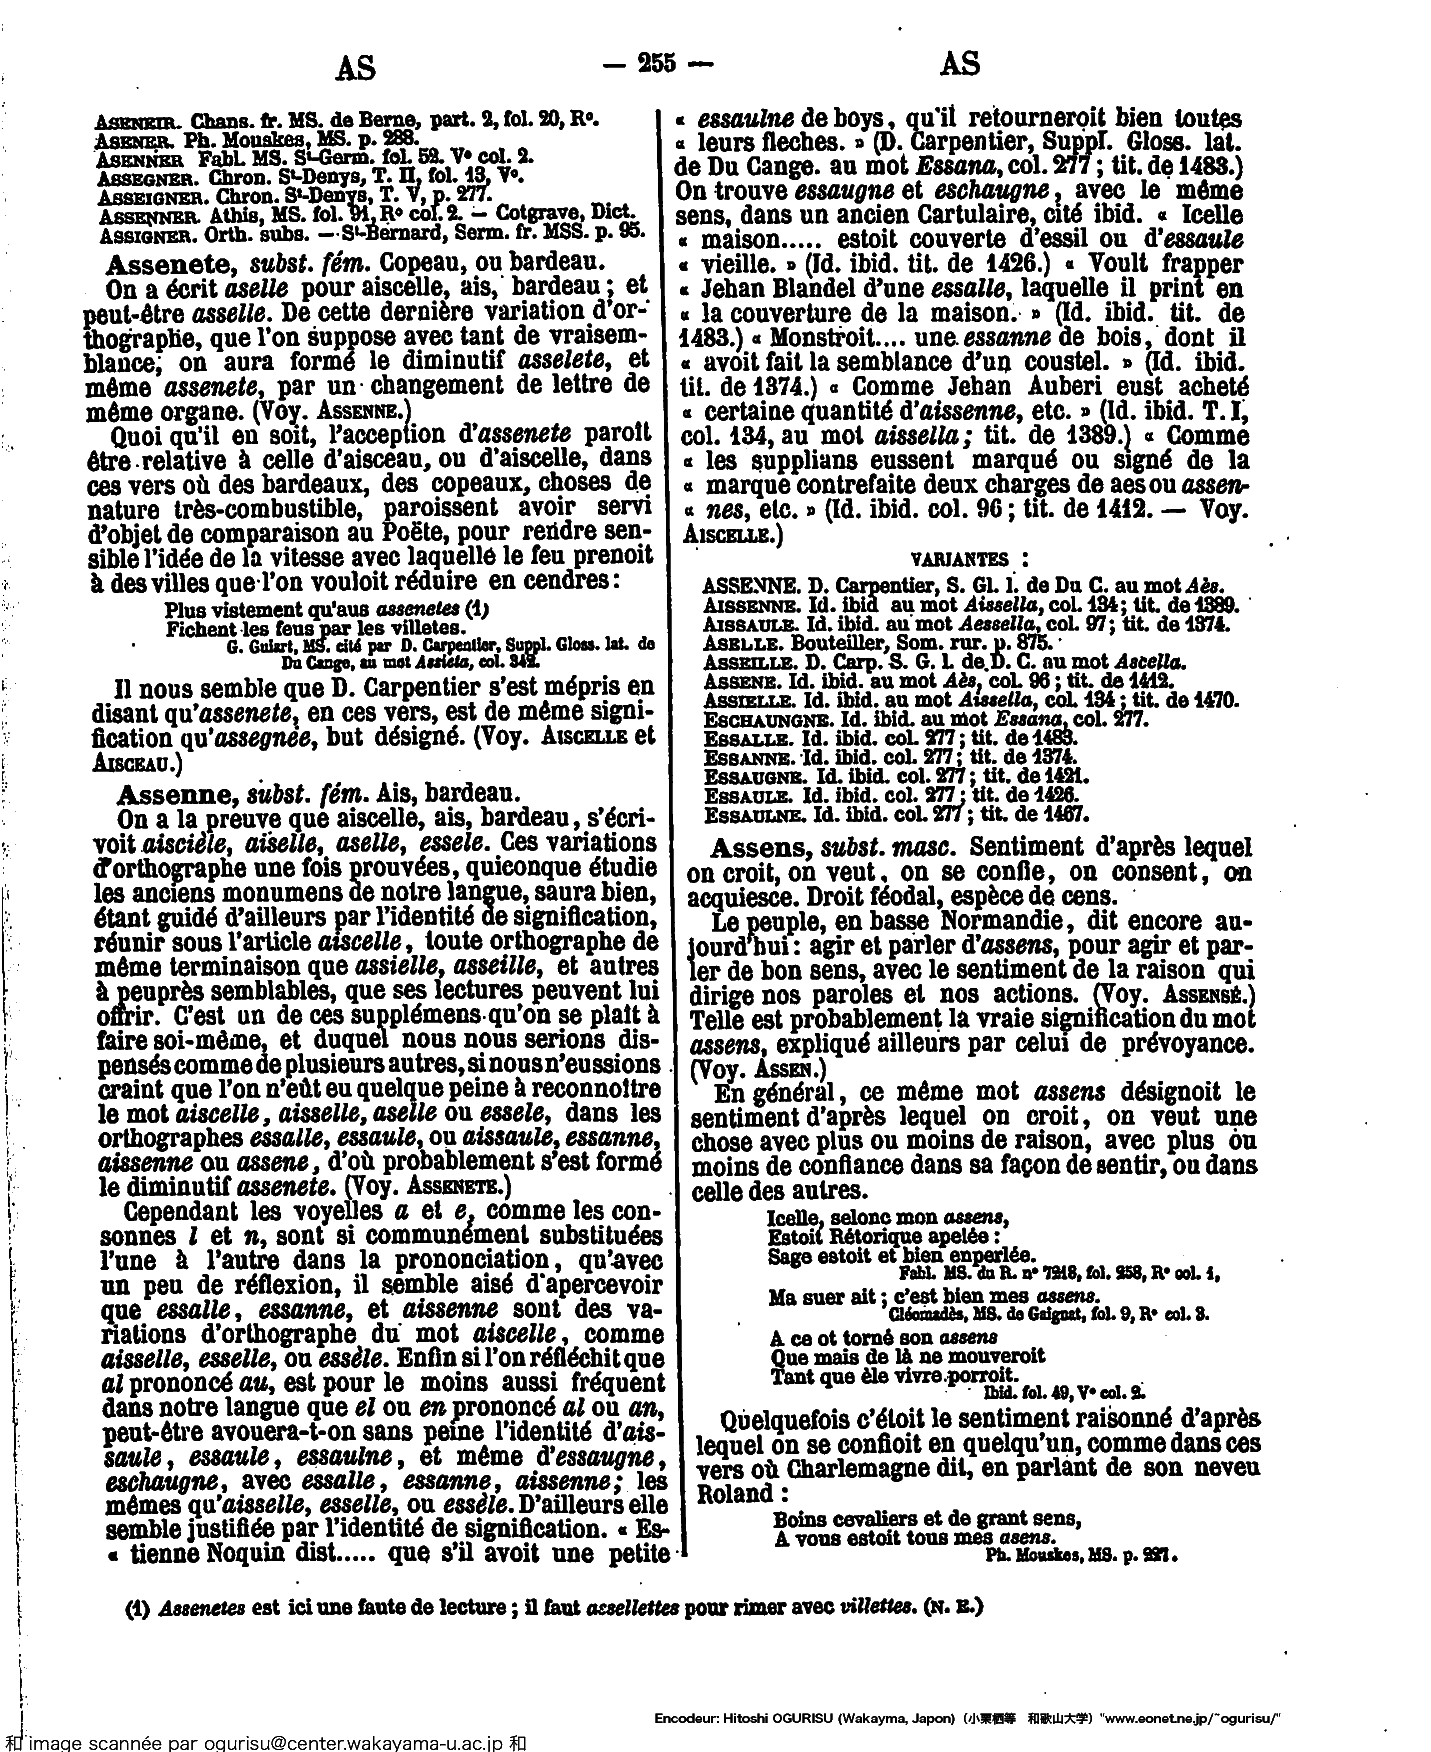 AS
— 255 —
AS
ASENEIR. Chans. fr. MS. de Berne, part. 2, fol. 20, R°.
ASENER. Ph. Mouskes, MS. p. 288.
ASENNER Fabl. MS. St-Germ. fol. 52. V° col. 2.
ASSEGNER. Chron. St-Denys, T. II, fol. 13, V°.
ASSEIGNER. Chron. St-Denys, T. V, p. 277.
ASSENNER. Athis, MS. fol. 91, R° col. 2. — Cotgrave, Dict.
ASSIGNER. Orth. subs. — St-Bernard, Serm. fr. MSS. p. 95.
Assenete, subst. fém. Copeau, ou bardeau.
On a écrit aselle pour aiscelle, ais, bardeau ; et
peut-être asselle. De cette dernière variation d'or-
thographe, que l'on suppose avec tant de vraisem-
blance, on aura formé le diminutif asselete, et
même assenete, par un changement de lettre de
même organe. (Voy. ASSENNE.)
Quoi qu'il en soit, l'acception d'assenete paroît
être relative à celle d'aisceau, ou d'aiscelle, dans
ces vers où des bardeaux, des copeaux, choses de
nature très-combustible, paroissent avoir servi
d'objet de comparaison au Poëte, pour rendre sen-
sible l'idée de la vitesse avec laquelle le feu prenoit
à des villes que l'on vouloit réduire en cendres :
Plus vistement qu'aus assenetes (1)
Fichent les feus par les villetes.
G. Guiart, MS. cité par D. Carpentier, Suppl. Gloss. lat. de
Du Cange, au mot Assieta, col. 342.
Il nous semble que D. Carpentier s'est mépris en
disant qu'assenete, en ces vers, est de même signi-
fication qu'assegnée, but désigné. (Voy. AISCELLE et
AISCEAU.)
Assenne, subst. fém. Ais, bardeau.
On a la preuve que aiscelle, ais, bardeau, s'écri-
voit aiscièle, aiselle, aselle, essele. Ces variations
d'orthographe une fois prouvées, quiconque étudie
les anciens monumens de notre langue, saura bien,
étant guidé d'ailleurs par l'identité de signification,
réunir sous l'article aiscelle, toute orthographe de
même terminaison que assielle, asseille, et autres
à peuprès semblables, que ses lectures peuvent lui
offrir. C'est un de ces supplémens qu'on se plaît à
faire soi-même, et duquel nous nous serions dis-
pensés comme de plusieurs autres, si nous n'eussions
craint que l'on n'eût eu quelque peine à reconnoître
le mot aiscelle, aisselle, aselle ou essele, dans les
orthographes essalle, essaule, ou aissaule, essanne,
aissenne ou assene, d'où probablement s'est formé
le diminutif assenete. (Voy. ASSENETE.)
Cependant les voyelles a et e, comme les con-
sonnes l et n, sont si communément substituées
l'une à l'autre dans la prononciation, qu'avec
un peu de réflexion, il semble aisé d'apercevoir
que essalle, essanne, et aissenne sont des va-
riations d'orthographe du mot aiscelle, comme
aisselle, esselle, ou essèle. Enfin si l'on réfléchit que
al prononcé au, est pour le moins aussi fréquent
dans notre langue que el ou en prononcé al ou an,
peut-être avouera-t-on sans peine l'identité d'ais-
saule, essaule, essaulne, et même d'essaugne,
eschaugne, avec essalle, essanne, aissenne; les
mêmes qu'aisselle, esselle, ou essèle. D'ailleurs elle
semble justifiée par l'identité de signification. « Es-
« tienne Noquin dist..... que s'il avoit une petite
« essaulne de boys, qu'il retourneroit bien toutes
« leurs fleches. » (D. Carpentier, Suppl. Gloss. lat.
de Du Cange. au mot Essana, col. 277 ; tit. de 1483.)
On trouve essaugne et eschaugne, avec le même
sens, dans un ancien Cartulaire, cité ibid. « Icelle
« maison..... estoit couverte d'essil ou d'essaule
« vieille. » (Id. ibid. tit. de 1426.) « Voult frapper
« Jehan Blandel d'une essalle, laquelle il print en
« la couverture de la maison. » (Id. ibid. tit. de
1483.) « Monstroit.... une essanne de bois, dont il
« avoit fait la semblance d'un coustel. » (Id. ibid.
tit. de 1374.) « Comme Jehan Auberi eust acheté
« certaine quantité d'aissenne, etc. » (Id. ibid. T. I,
col. 134, au mot aissella; tit. de 1389.) « Comme
« les supplians eussent marqué ou signé de la
« marque contrefaite deux charges de aes ou assen-
« nes, etc. » (Id. ibid. col. 96 ; tit. de 1412. — Voy.
AISCELLE.)
VARIANTES :
ASSENNE. D. Carpentier, S. Gl. l. de Du C. au mot Aès.
AISSENNE. Id. ibid au mot Aissella, col. 134 ; tit. de 1389.
AISSAULE. Id. ibid. au mot Aessella, col. 97 ; tit. de 1374.
ASELLE. Bouteiller, Som. rur. p. 875.
ASSEILLE. D. Carp. S. G. l. de D. C. au mot Ascella.
ASSENE. Id. ibid. au mot Aès, col. 96 ; tit. de 1412.
ASSIELLE. Id. ibid. au mot Aissella, col. 134 ; tit. de 1470.
ESCHAUNGNE. Id. ibid. au mot Essana, col. 277.
ESSALLE. Id. ibid. col. 277 ; tit. de 1483.
ESSANNE. Id. ibid. col. 277 ; tit. de 1374.
ESSAUGNE. Id. ibid. col. 277 ; tit. de 1421.
ESSAULE. Id. ibid. col. 277 ; tit. de 1426.
ESSAULNE. Id. ibid. col. 277 ; tit. de 1467.
Assens, subst. masc. Sentiment d'après lequel
on croit, on veut, on se confie, on consent, on
acquiesce. Droit féodal, espèce de cens.
Le peuple, en basse Normandie, dit encore au-
jourd'hui : agir et parler d'assens, pour agir et par-
ler de bon sens, avec le sentiment de la raison qui
dirige nos paroles et nos actions. (Voy. ASSENSÉ.)
Telle est probablement la vraie signification du mot
assens, expliqué ailleurs par celui de prévoyance.
(Voy. ASSEN.)
En général, ce même mot assens désignoit le
sentiment d'après lequel on croit, on veut une
chose avec plus ou moins de raison, avec plus ou
moins de confiance dans sa façon de sentir, ou dans
celle des autres.
Icelle, selonc mon assens,
Estoit Rétorique apelée :
Sage estoit et bien enperlée.
Fabl. MS. du R. n° 7218, fol. 258, R° col. 1,
Ma suer ait ; c'est bien mes assens.
Cléomadès, MS. de Gaignat, fol. 9, R° col. 3.
A ce ot torné son assens
Que mais de là ne mouveroit
Tant que èle vivre porroit.
Ibid. fol. 49, V° col. 2.
Quelquefois c'étoit le sentiment raisonné d'après
lequel on se confioit en quelqu'un, comme dans ces
vers où Charlemagne dit, en parlant de son neveu
Roland :
Boins cevaliers et de grant sens,
A vous estoit tous mes asens.
Ph. Mouskes, MS. p. 227.
(1) Assenetes est ici une faute de lecture ; il faut assellettes pour rimer avec villettes. (N. E.)
Encodeur: Hitoshi OGURISU (Wakayma, Japon) (小栗栖等 和歌山大学) "www.eonet.ne.jp/~ogurisu/"
和 image scannée par ogurisu@center.wakayama-u.ac.jp 和